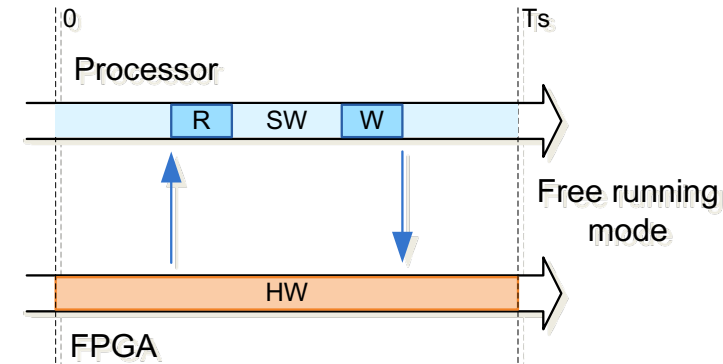 0
Ts
Processor
R
SW
W
Free running
mode
HW
FPGA